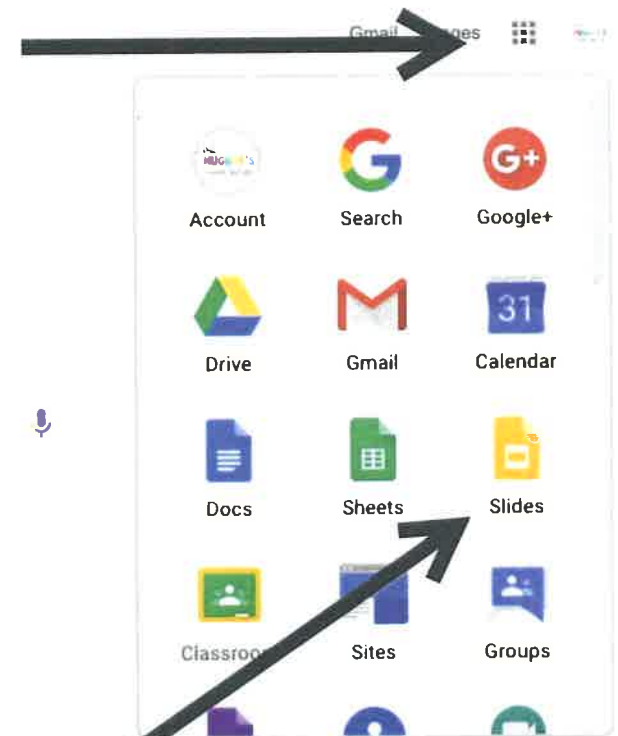 Gmail
Account Search Google+
31
Drive Gmail Calendar
Docs Sheets Slides
Sites Groups